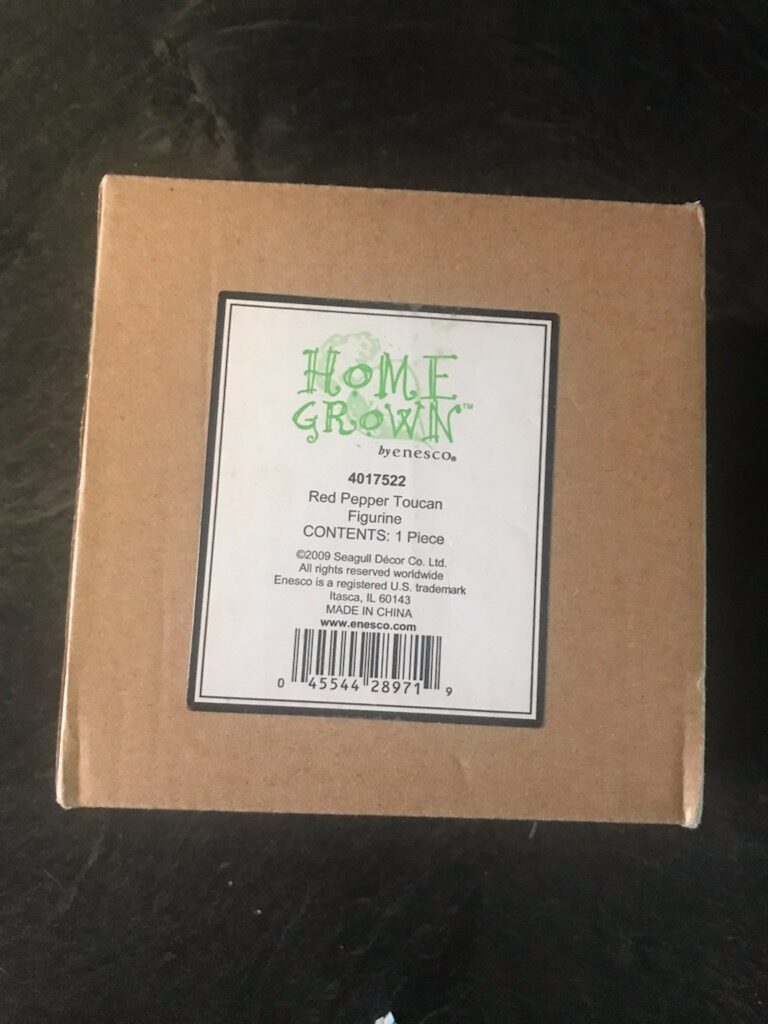 HOME
GROWN™
by enesco®
4017522
Red Pepper Toucan
Figurine
CONTENTS: 1 Piece
©2009 Seagull Décor Co. Ltd.
All rights reserved worldwide
Enesco is a registered U.S. trademark
Itasca, IL 60143
MADE IN CHINA
www.enesco.com
0 45544 28971 9